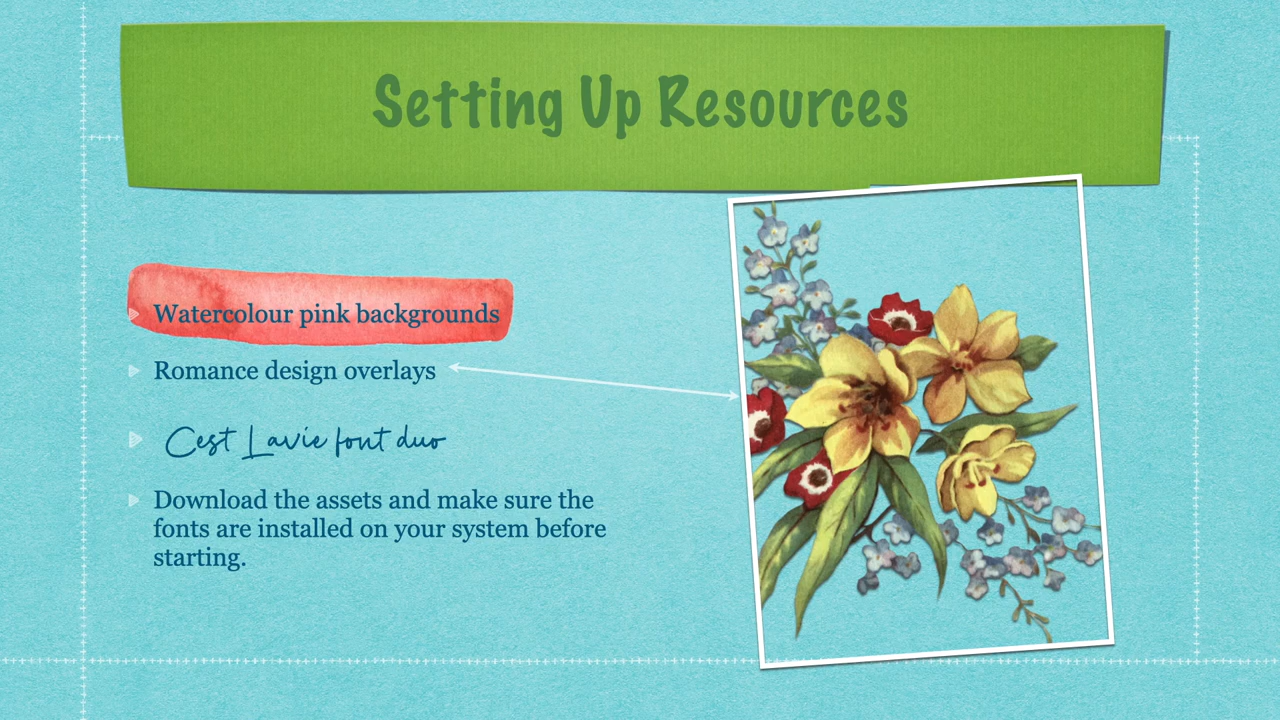 Setting Up Resources
Watercolour pink backgrounds
Romance design overlays
Cest Lavie font duo
Download the assets and make sure the
fonts are installed on your system before
starting.